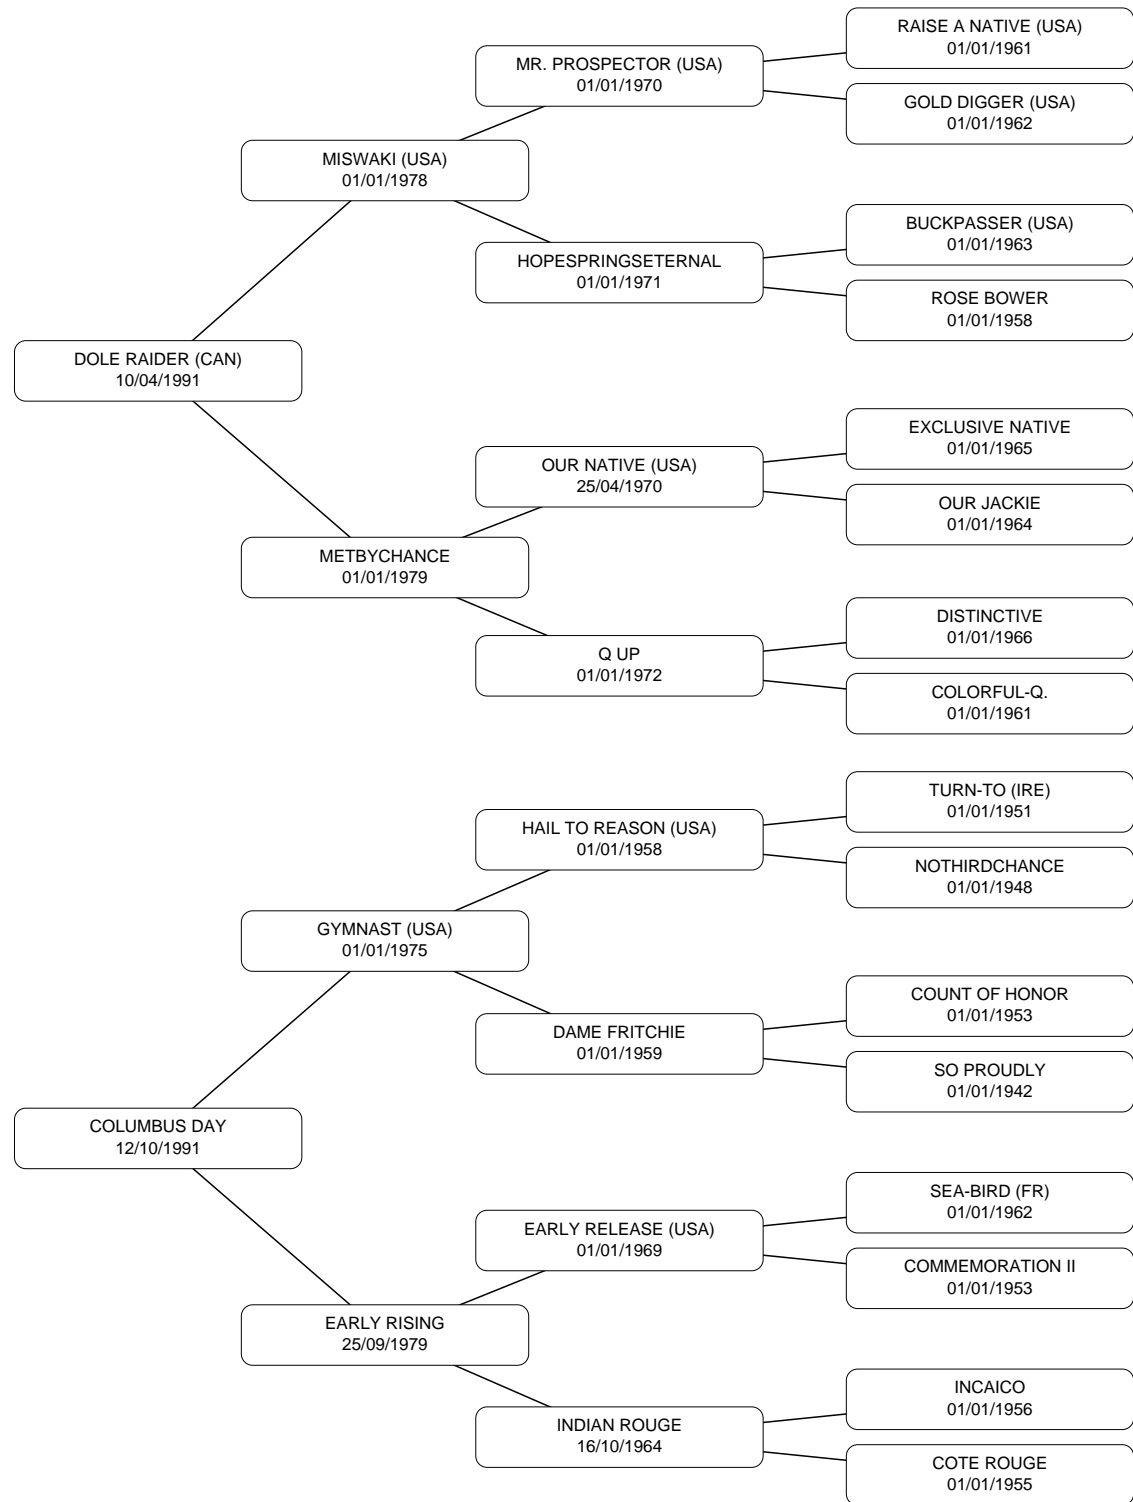 RAISE A NATIVE (USA)
01/01/1961
MR. PROSPECTOR (USA)
01/01/1970
GOLD DIGGER (USA)
01/01/1962
MISWAKI (USA)
01/01/1978
BUCKPASSER (USA)
01/01/1963
HOPESPRINGSETERNAL
01/01/1971
ROSE BOWER
01/01/1958
DOLE RAIDER (CAN)
10/04/1991
EXCLUSIVE NATIVE
01/01/1965
OUR NATIVE (USA)
25/04/1970
OUR JACKIE
01/01/1964
METBYCHANCE
01/01/1979
DISTINCTIVE
01/01/1966
Q UP
01/01/1972
COLORFUL-Q.
01/01/1961
TURN-TO (IRE)
01/01/1951
HAIL TO REASON (USA)
01/01/1958
NOTHIRDCHANCE
01/01/1948
GYMNAST (USA)
01/01/1975
COUNT OF HONOR
01/01/1953
DAME FRITCHIE
01/01/1959
SO PROUDLY
01/01/1942
COLUMBUS DAY
12/10/1991
SEA-BIRD (FR)
01/01/1962
EARLY RELEASE (USA)
01/01/1969
COMMEMORATION II
01/01/1953
EARLY RISING
25/09/1979
INCAICO
01/01/1956
INDIAN ROUGE
16/10/1964
COTE ROUGE
01/01/1955